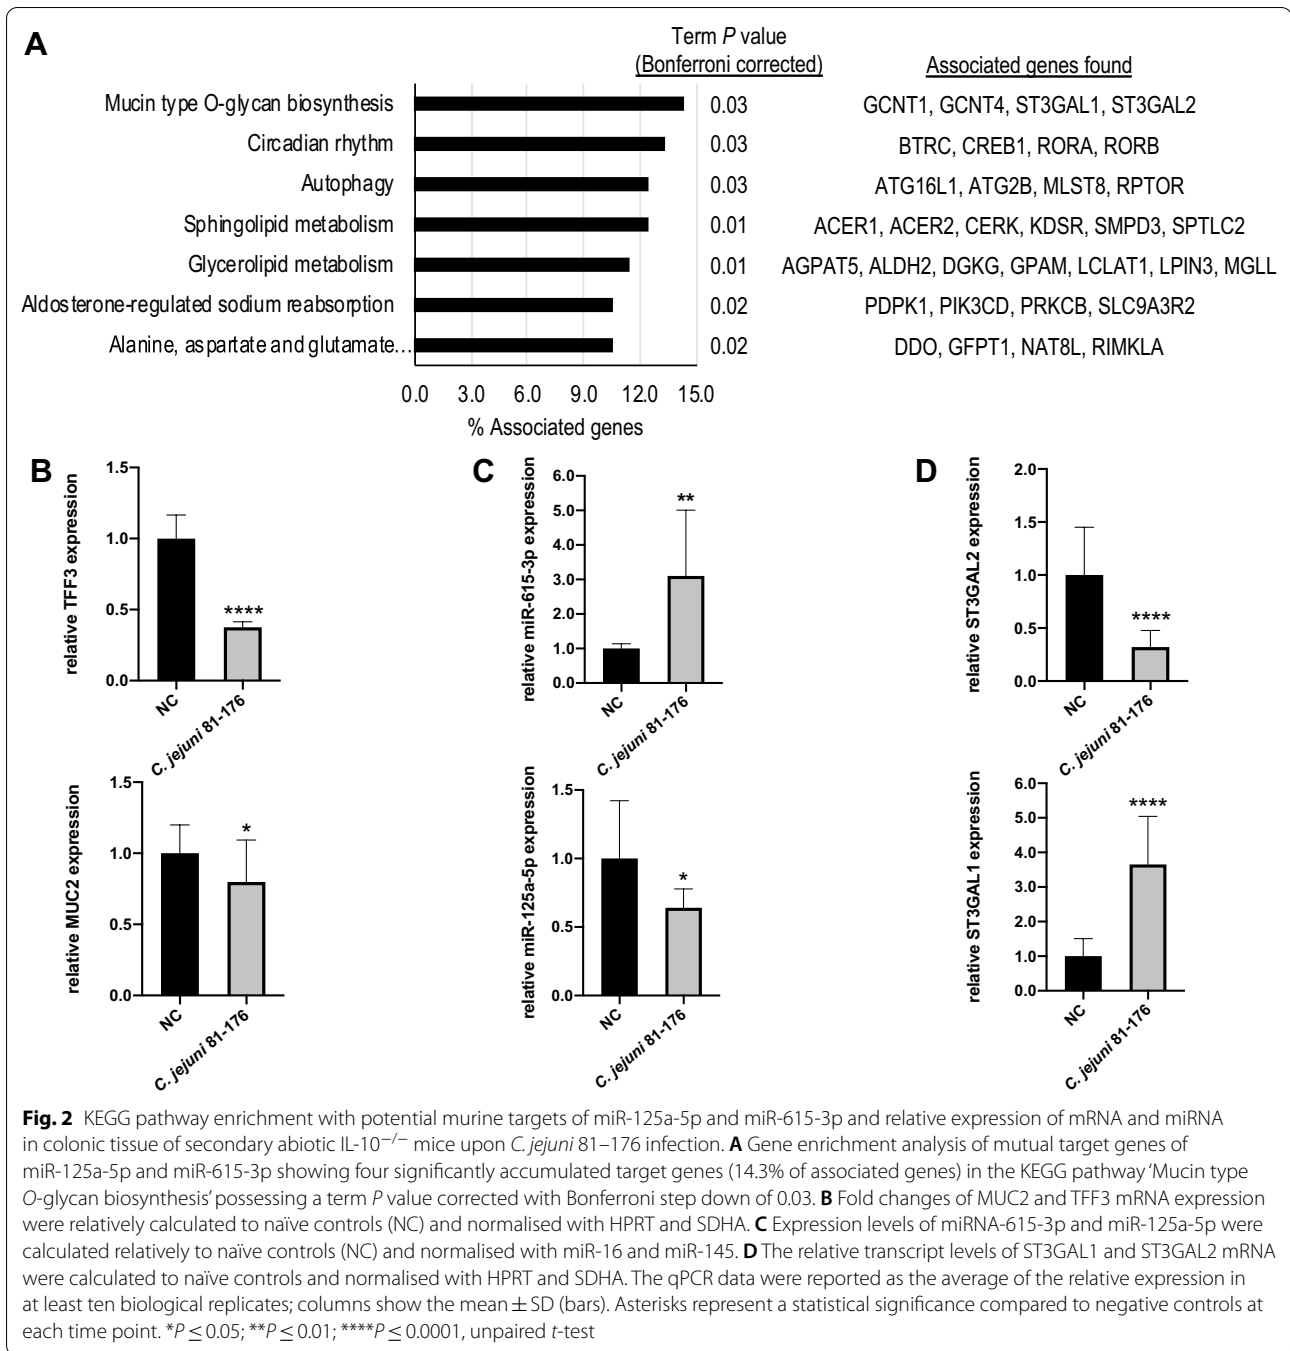 A
Term P value
(Bonferroni corrected)
Associated genes found
Mucin type O-glycan biosynthesis 0.03 GCNT1, GCNT4, ST3GAL1, ST3GAL2
Circadian rhythm 0.03 BTRC, CREB1, RORA, RORB
Autophagy 0.03 ATG16L1, ATG2B, MLST8, RPTOR
Sphingolipid metabolism 0.01 ACER1, ACER2, CERK, KDSR, SMPD3, SPTLC2
Glycerolipid metabolism 0.01 AGPAT5, ALDH2, DGKG, GPAM, LCLAT1, LPIN3, MGLL
Aldosterone-regulated sodium reabsorption 0.02 PDPK1, PIK3CD, PRKCB, SLC9A3R2
Alanine, aspartate and glutamate... 0.02 DDO, GFPT1, NAT8L, RIMKLA
0.0 3.0 6.0 9.0 12.0 15.0
% Associated genes
B
relative TFF3 expression
1.5
1.0
0.5
0.0
****
NC
C. jejuni 81-176
relative MUC2 expression
1.5
1.0
0.5
0.0
*
NC
C. jejuni 81-176
C
relative miR-615-3p expression
6.0
5.0
4.0
3.0
2.0
1.0
0.0
**
NC
C. jejuni 81-176
relative miR-125a-5p expression
1.5
1.0
0.5
0.0
*
NC
C. jejuni 81-176
D
relative ST3GAL2 expression
2.0
1.5
1.0
0.5
0.0
****
NC
C. jejuni 81-176
relative ST3GAL1 expression
6.0
5.0
4.0
3.0
2.0
1.0
0.0
****
NC
C. jejuni 81-176
Fig. 2 KEGG pathway enrichment with potential murine targets of miR-125a-5p and miR-615-3p and relative expression of mRNA and miRNA
in colonic tissue of secondary abiotic IL-10−/− mice upon C. jejuni 81–176 infection. A Gene enrichment analysis of mutual target genes of
miR-125a-5p and miR-615-3p showing four significantly accumulated target genes (14.3% of associated genes) in the KEGG pathway ‘Mucin type
O-glycan biosynthesis’ possessing a term P value corrected with Bonferroni step down of 0.03. B Fold changes of MUC2 and TFF3 mRNA expression
were relatively calculated to naïve controls (NC) and normalised with HPRT and SDHA. C Expression levels of miRNA-615-3p and miR-125a-5p were
calculated relatively to naïve controls (NC) and normalised with miR-16 and miR-145. D The relative transcript levels of ST3GAL1 and ST3GAL2 mRNA
were calculated to naïve controls and normalised with HPRT and SDHA. The qPCR data were reported as the average of the relative expression in
at least ten biological replicates; columns show the mean ± SD (bars). Asterisks represent a statistical significance compared to negative controls at
each time point. *P ≤ 0.05; **P ≤ 0.01; ****P ≤ 0.0001, unpaired t-test